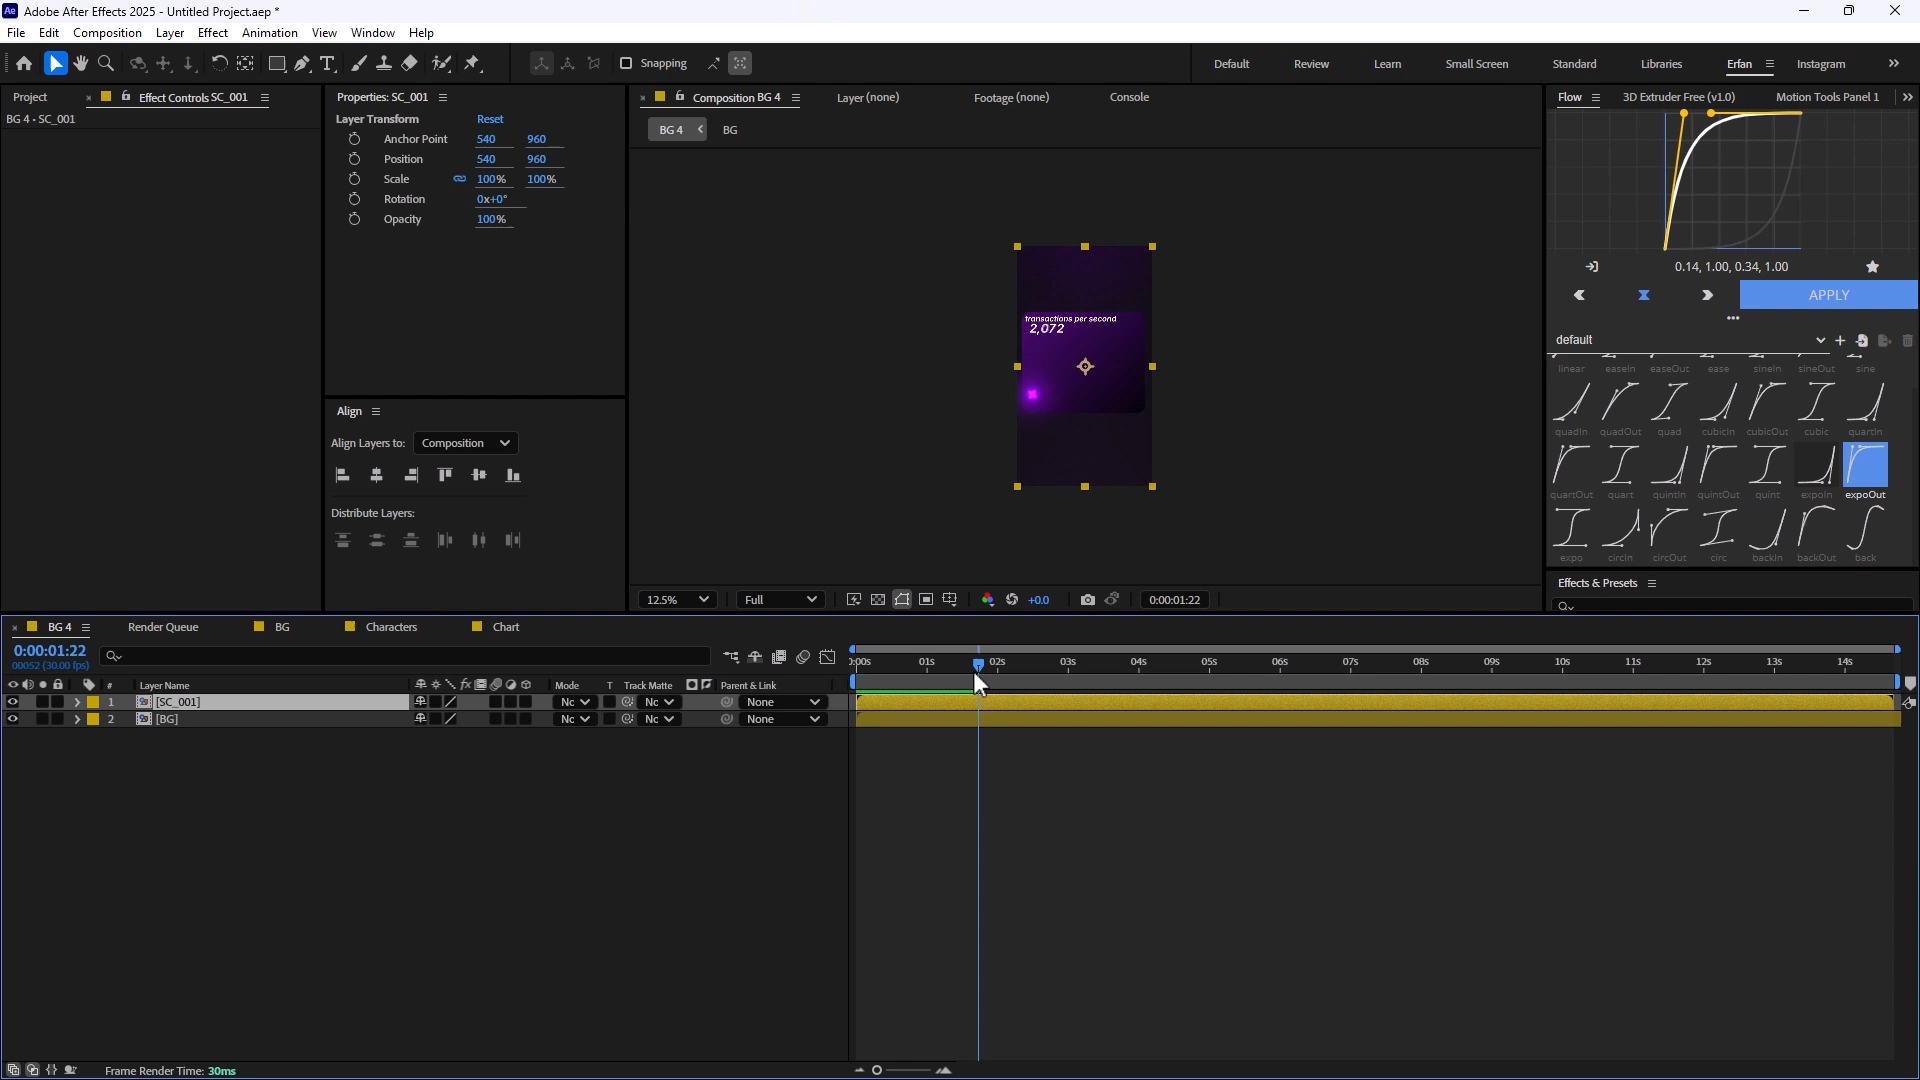 Adobe After Effects 2025 - Untitled Project.aep *
File Edit Composition Layer Effect Animation View Window Help
Snapping
Default Review Learn Small Screen Standard Libraries Erfan Instagram
Project Effect Controls SC_001
BG 4 • SC_001
Properties: SC_001
Layer Transform Reset
Anchor Point 540 960
Position 540 960
Scale 100% 100%
Rotation 0x+0°
Opacity 100%
Align
Align Layers to: Composition
Distribute Layers:
Composition BG 4 Layer (none) Footage (none) Console
BG 4 BG
transactions per second
2,072
12.5% Full +0.0 0:00:01:22
Flow 3D Extruder Free (v1.0) Motion Tools Panel 1
0.14, 1.00, 0.34, 1.00
APPLY
default
linear easeIn easeOut ease sineIn sineOut sine
quadIn quadOut quad cubicIn cubicOut cubic quartIn
quartOut quart quintIn quintOut quint expoIn expoOut
expo circIn circOut circ backIn backOut back
Effects & Presets
BG 4 Render Queue BG Characters Chart
0:00:01:22
00052 (30.00 fps)
01s 02s 03s 04s 05s 06s 07s 08s 09s 10s 11s 12s 13s 14s
# Layer Name Mode T Track Matte Parent & Link
1 [SC_001] Nc Nc None
2 [BG] Nc Nc None
Frame Render Time: 30ms